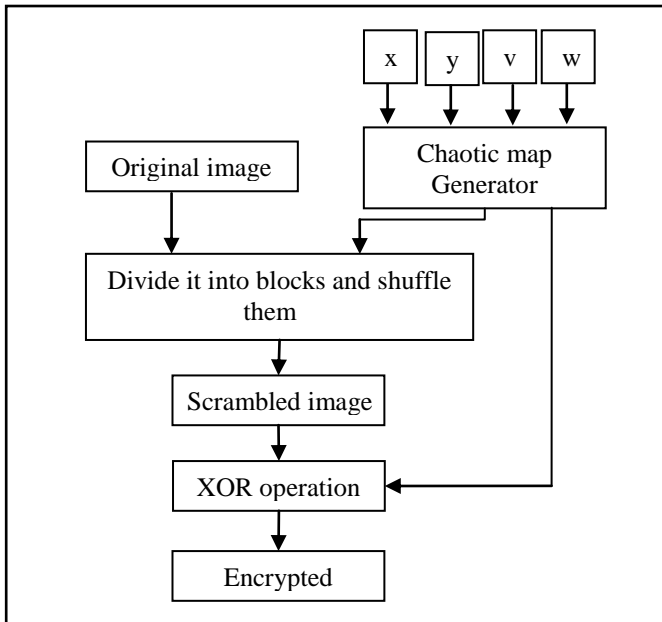 x
y
v
w
Chaotic map
Generator
Original image
Divide it into blocks and shuffle
them
Scrambled image
XOR operation
Encrypted